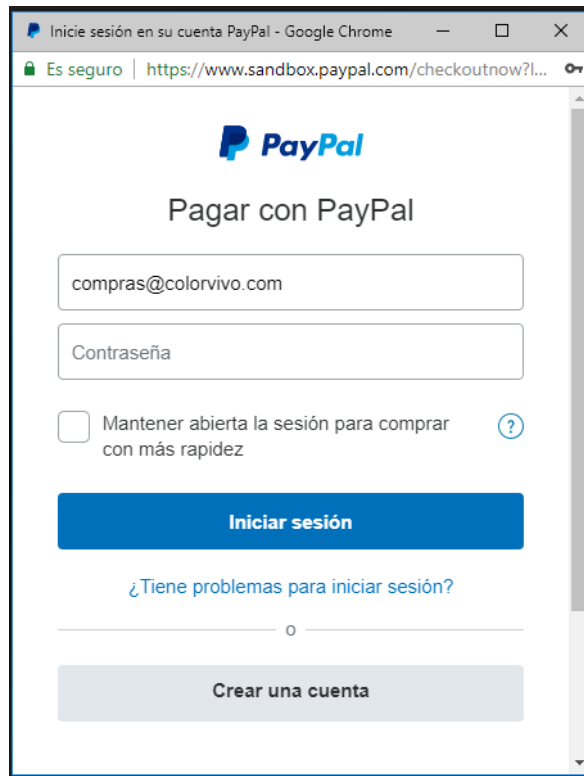 Inicie sesión en su cuenta PayPal - Google Chrome
Es seguro | https://www.sandbox.paypal.com/checkoutnow?l...
PayPal
Pagar con PayPal
compras@colorvivo.com
Contraseña
Mantener abierta la sesión para comprar
con más rapidez
?
Iniciar sesión
¿Tiene problemas para iniciar sesión?
o
Crear una cuenta